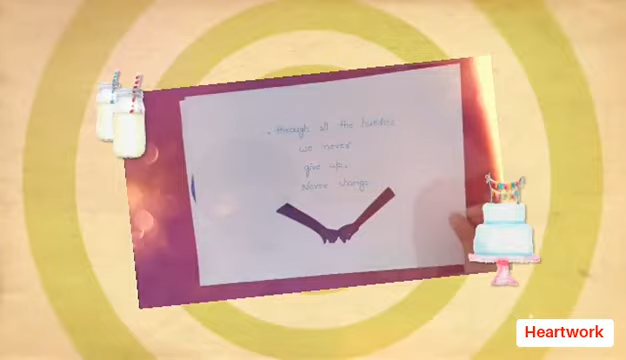 through all the hurdles
we never
give up.
Never change
Heartwork